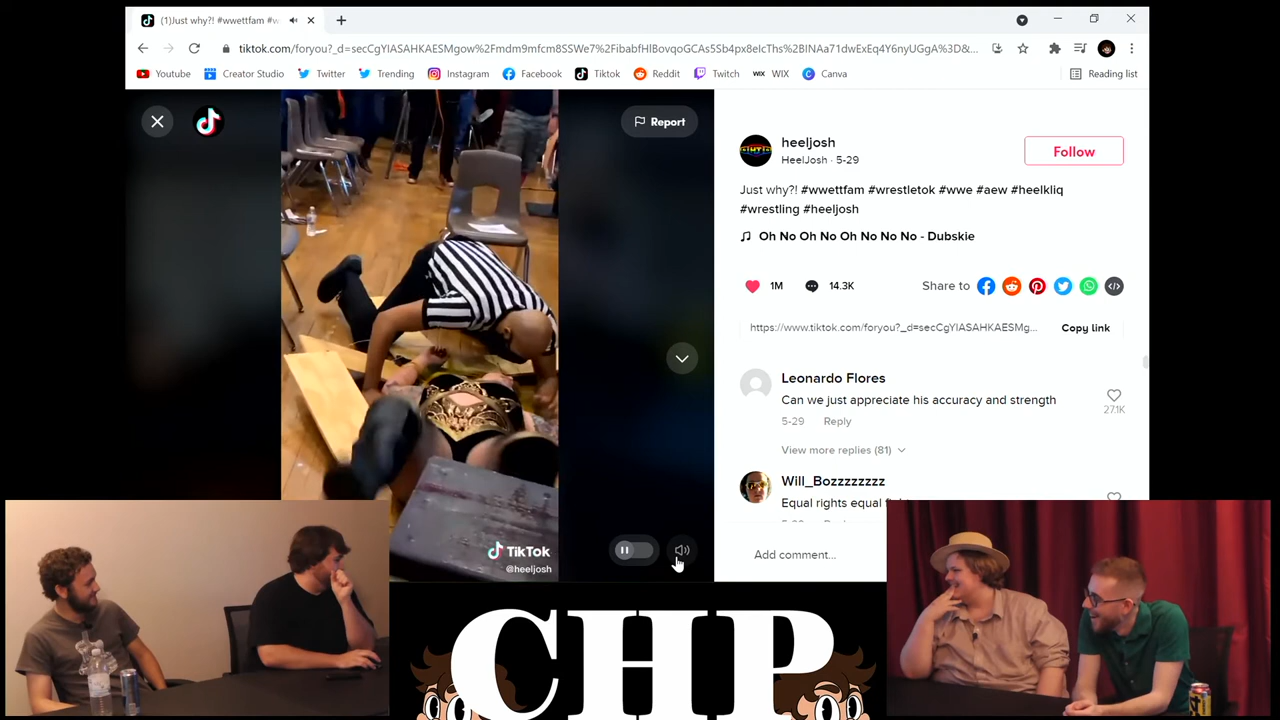 (1)Just why?! #wwettfam #w
tiktok.com/foryou?_d=secCgYIASAHKAESMgow%2Fmdm9mfcm8SSWe7%2FibabfHlBovqoGCAs5Sb4px8eIcThs%2BINAa71dwExEq4Y6nyUGgA%3D&...
Youtube Creator Studio Twitter Trending Instagram Facebook Tiktok Reddit Twitch WIX WIX Canva Reading list
Report
heeljosh
HeelJosh · 5-29
Follow
Just why?! #wwettfam #wrestletok #wwe #aew #heelkliq
#wrestling #heeljosh
Oh No Oh No Oh No No No - Dubskie
1M 14.3K Share to
https://www.tiktok.com/foryou?_d=secCgYIASAHKAESMg... Copy link
Leonardo Flores
Can we just appreciate his accuracy and strength
27.1K
5-29 Reply
View more replies (81)
Will_Bozzzzzzzz
Equal rights equal
Add comment...
TikTok
@heeljosh
CHP